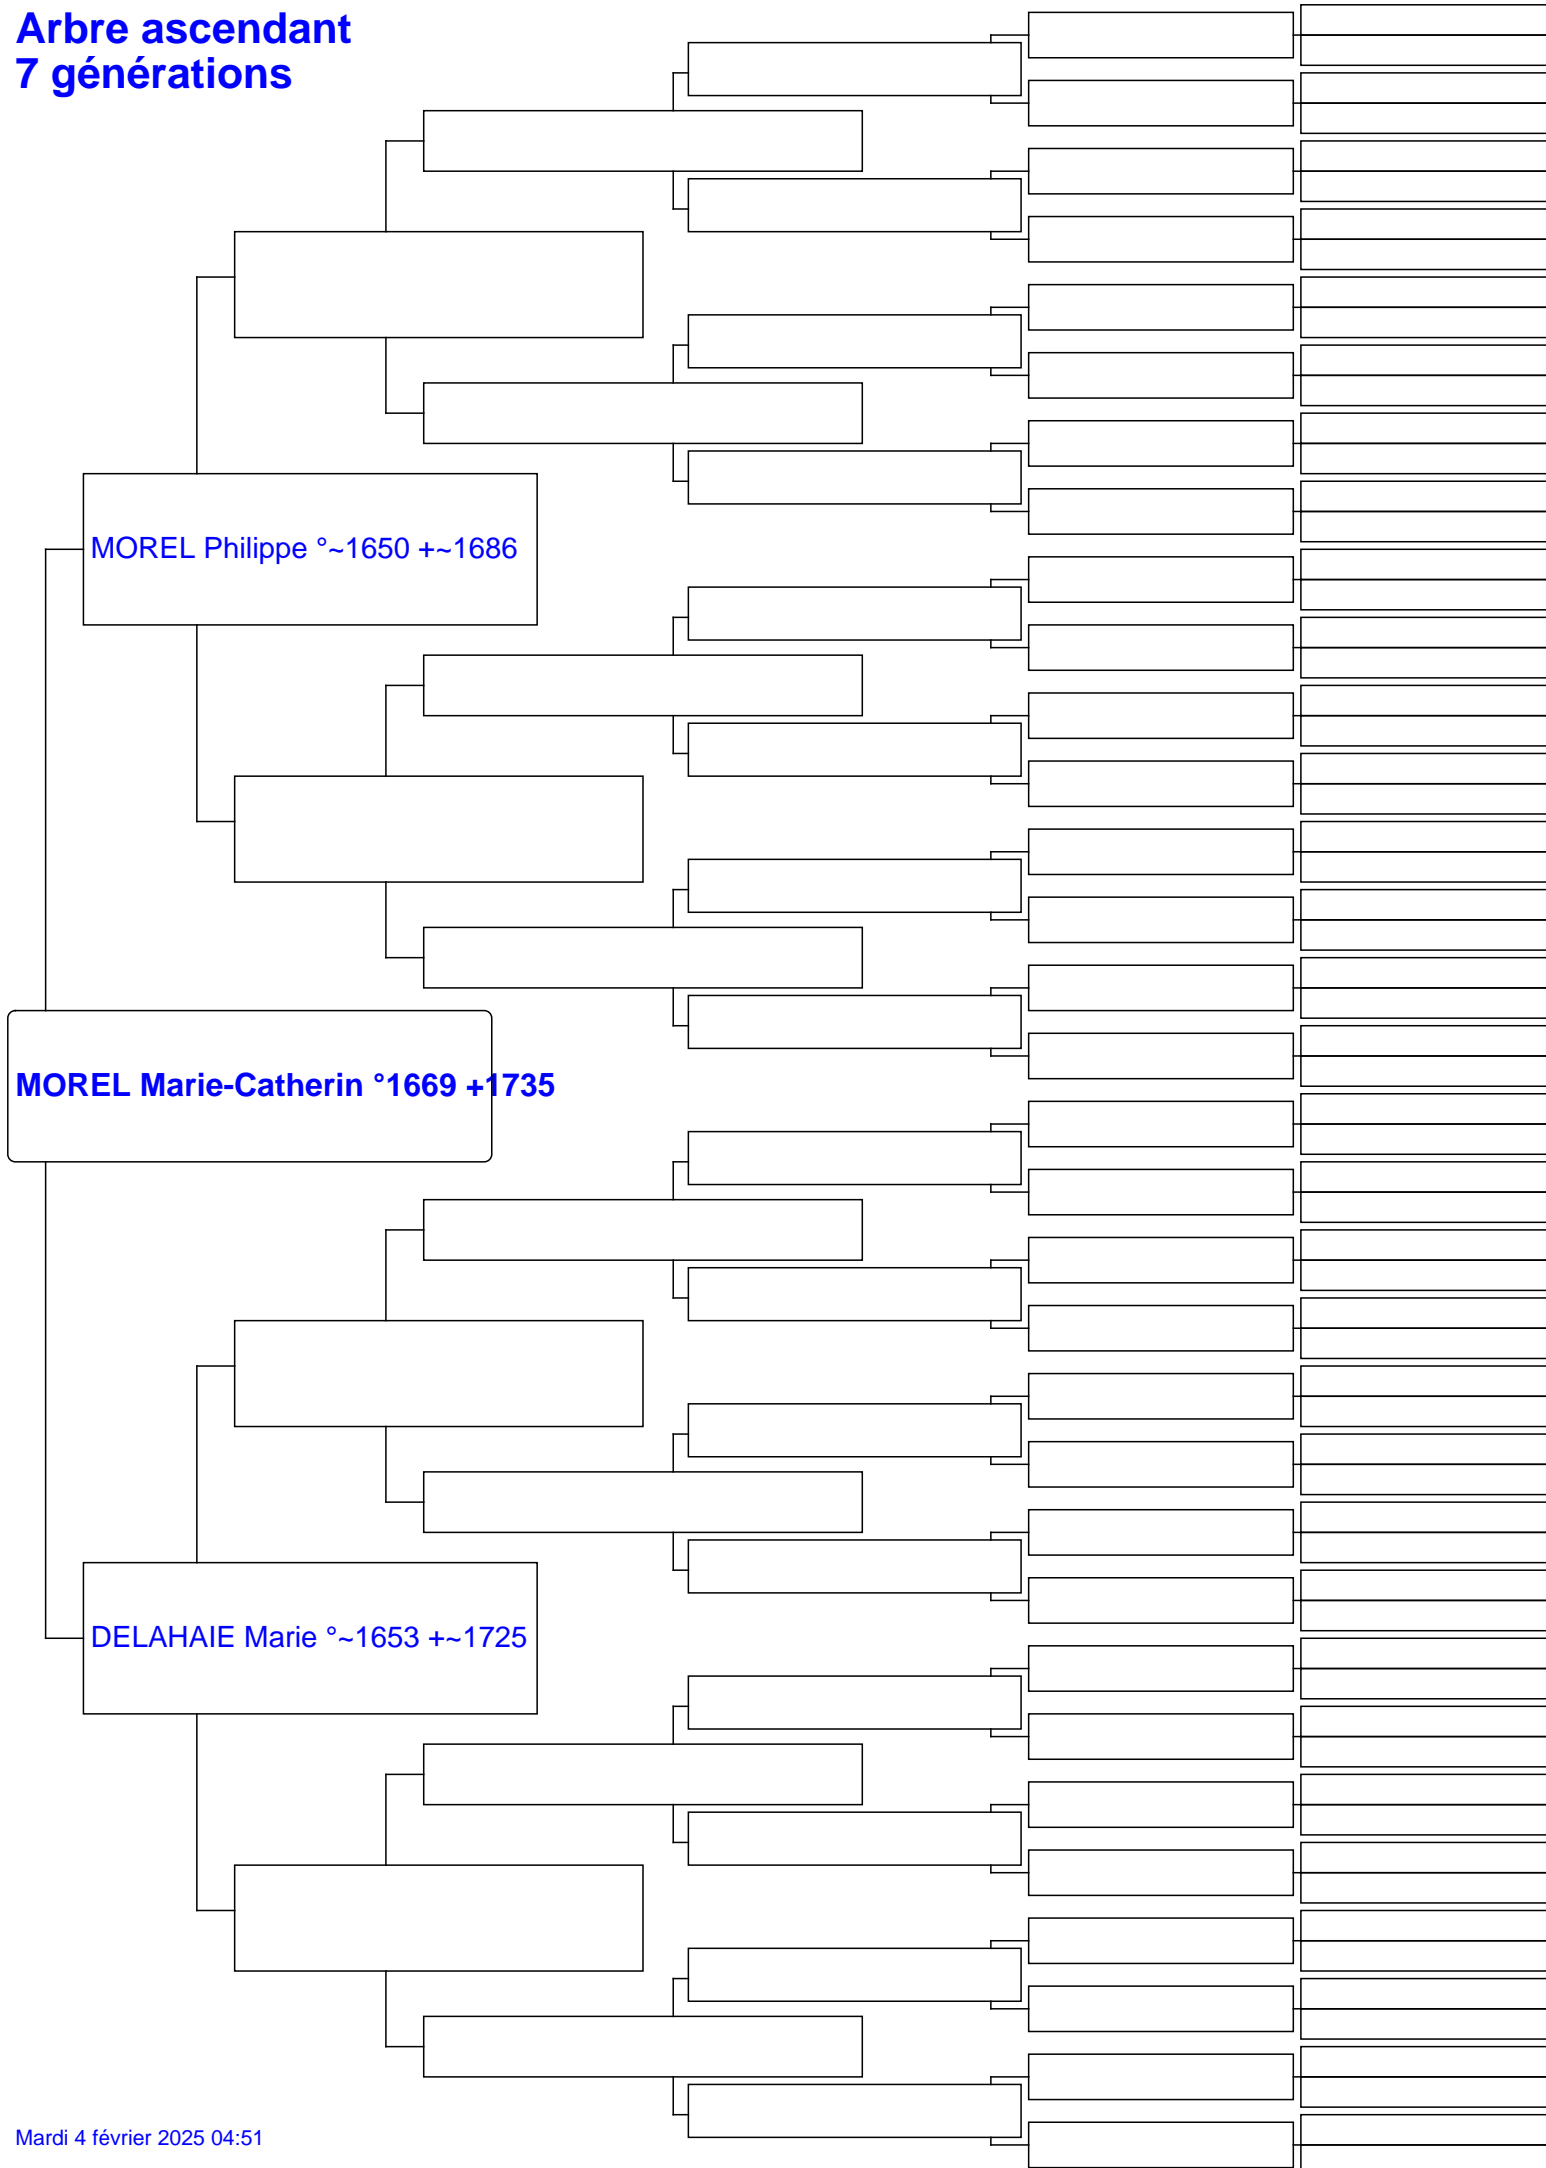 Arbre ascendant
7 générations
MOREL Philippe °~1650 +~1686
MOREL Marie-Catherin °1669 +1735
DELAHAIE Marie °~1653 +~1725
Mardi 4 février 2025 04:51